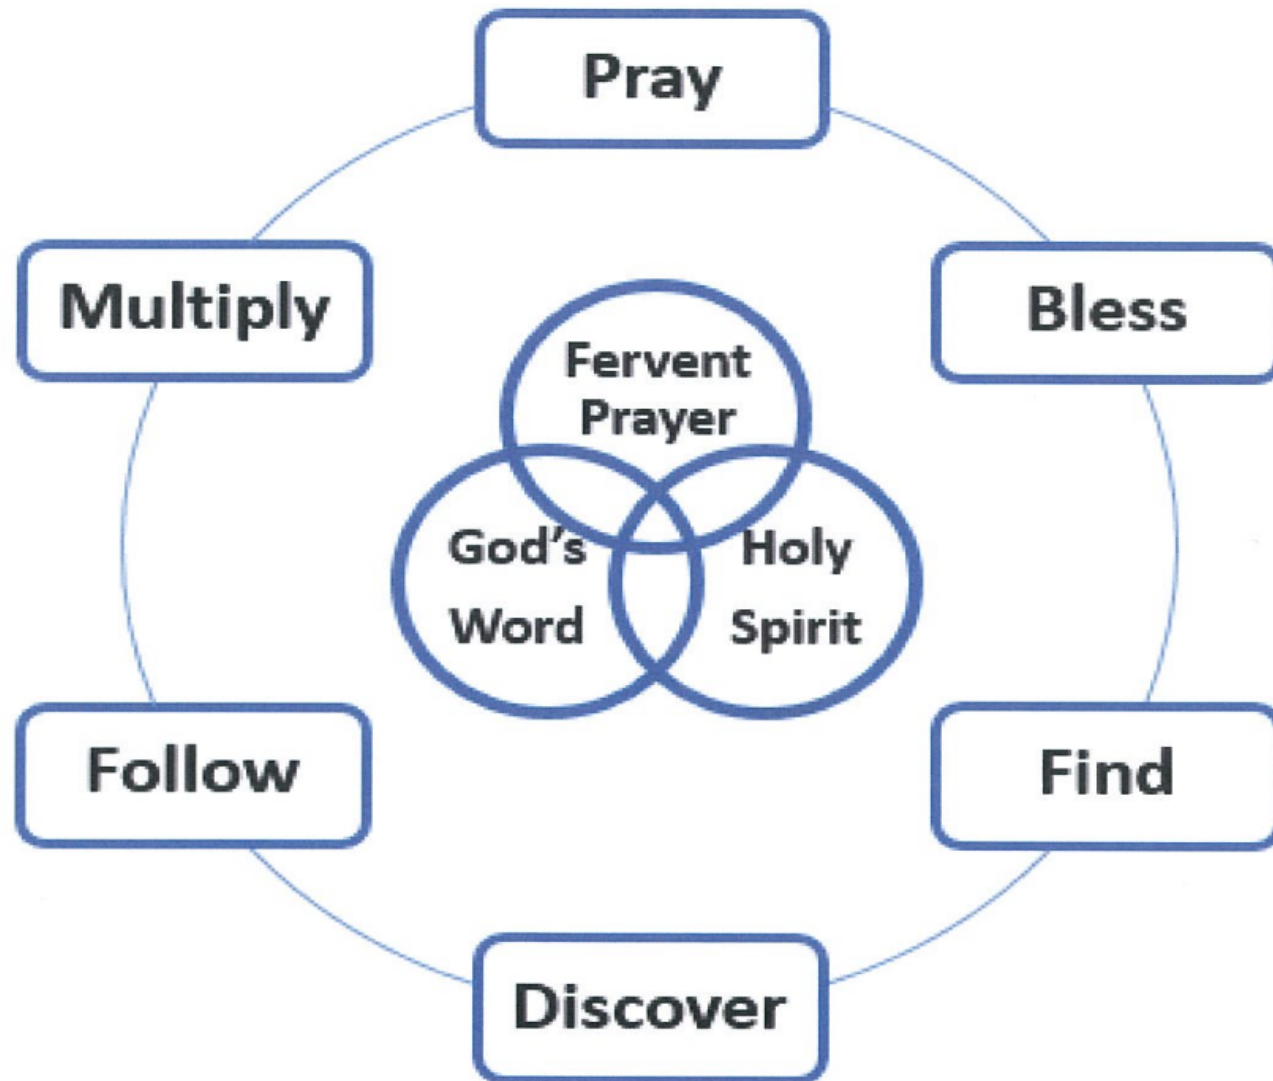 Pray
Bless
Find
Discover
Follow
Multiply
Fervent
Prayer
God's
Word
Holy
Spirit